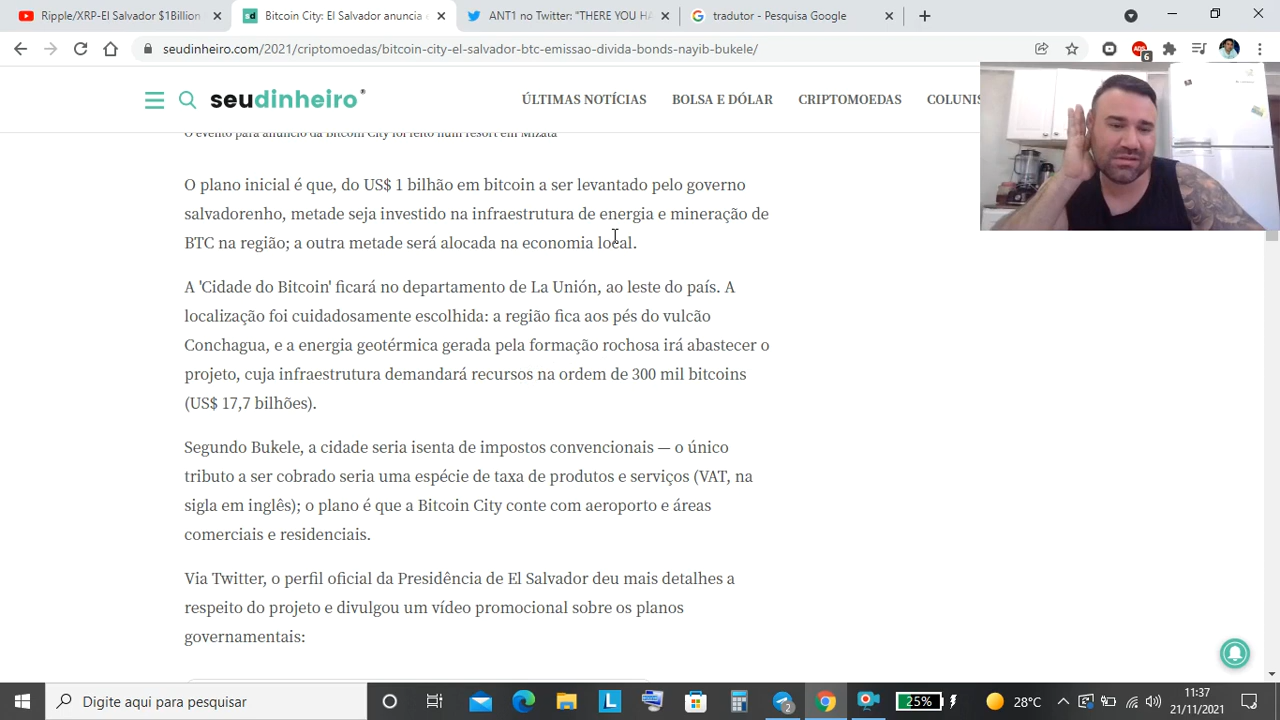 Ripple/XRP-El Salvador $1Billion
Bitcoin City: El Salvador anuncia
ANT1 no Twitter: "THERE YOU HA
tradutor - Pesquisa Google
seudinheiro.com/2021/criptomoedas/bitcoin-city-el-salvador-btc-emissao-divida-bonds-nayib-bukele/
6
seudinheiro
ÚLTIMAS NOTÍCIAS
BOLSA E DÓLAR
CRIPTOMOEDAS
COLUNIS
O evento para anúncio da Bitcoin City foi feito num resort em Mizata
O plano inicial é que, do US$ 1 bilhão em bitcoin a ser levantado pelo governo
salvadorenho, metade seja investido na infraestrutura de energia e mineração de
BTC na região; a outra metade será alocada na economia local.
A 'Cidade do Bitcoin' ficará no departamento de La Unión, ao leste do país. A
localização foi cuidadosamente escolhida: a região fica aos pés do vulcão
Conchagua, e a energia geotérmica gerada pela formação rochosa irá abastecer o
projeto, cuja infraestrutura demandará recursos na ordem de 300 mil bitcoins
(US$ 17,7 bilhões).
Segundo Bukele, a cidade seria isenta de impostos convencionais — o único
tributo a ser cobrado seria uma espécie de taxa de produtos e serviços (VAT, na
sigla em inglês); o plano é que a Bitcoin City conte com aeroporto e áreas
comerciais e residenciais.
Via Twitter, o perfil oficial da Presidência de El Salvador deu mais detalhes a
respeito do projeto e divulgou um vídeo promocional sobre os planos
governamentais:
Digite aqui para pesquisar
L
2
25%
28°C
11:37
21/11/2021